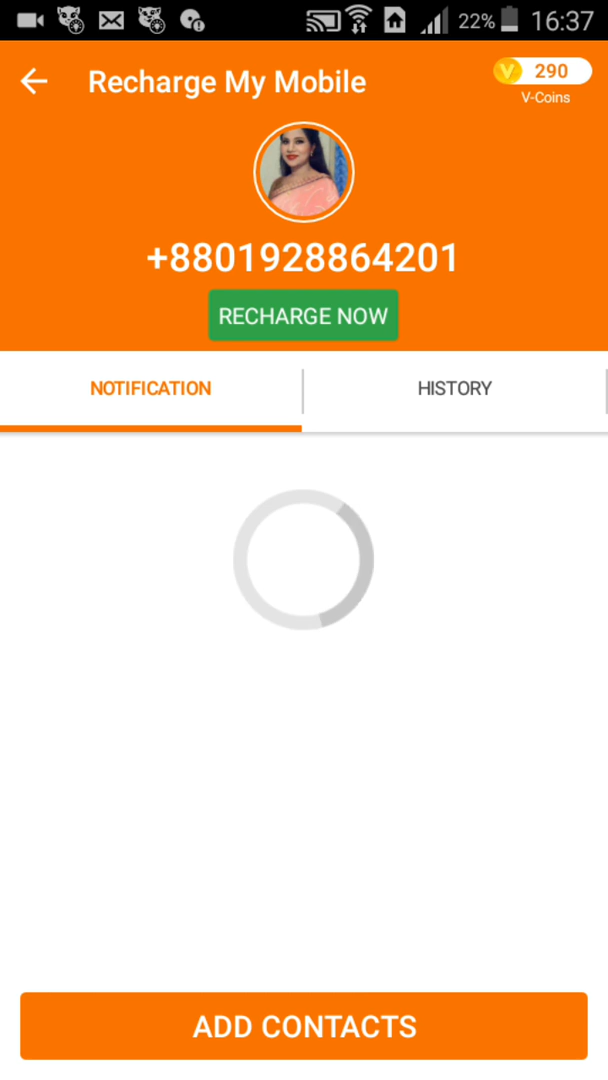 22% 16:37
Recharge My Mobile
290
V-Coins
+8801928864201
RECHARGE NOW
NOTIFICATION
HISTORY
ADD CONTACTS